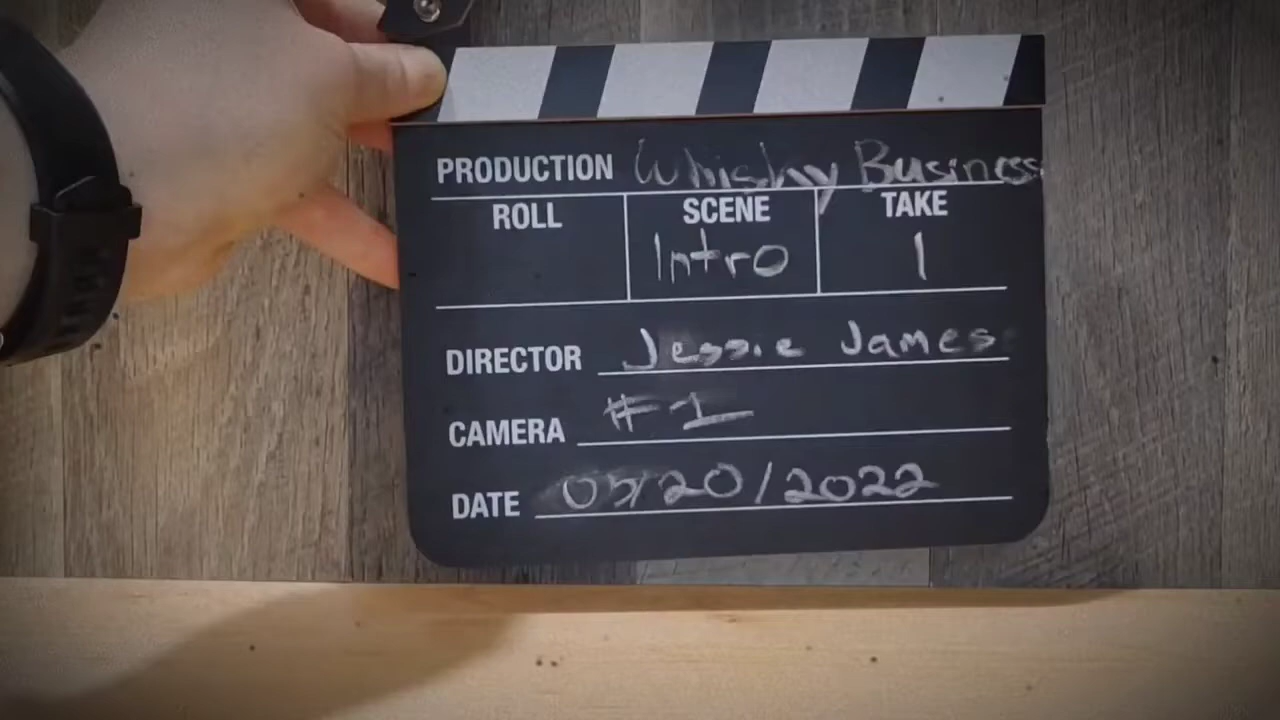 PRODUCTION Whisky Business
ROLL SCENE TAKE
Intro 1
DIRECTOR Jessie James
CAMERA #1
DATE 05/20/2022